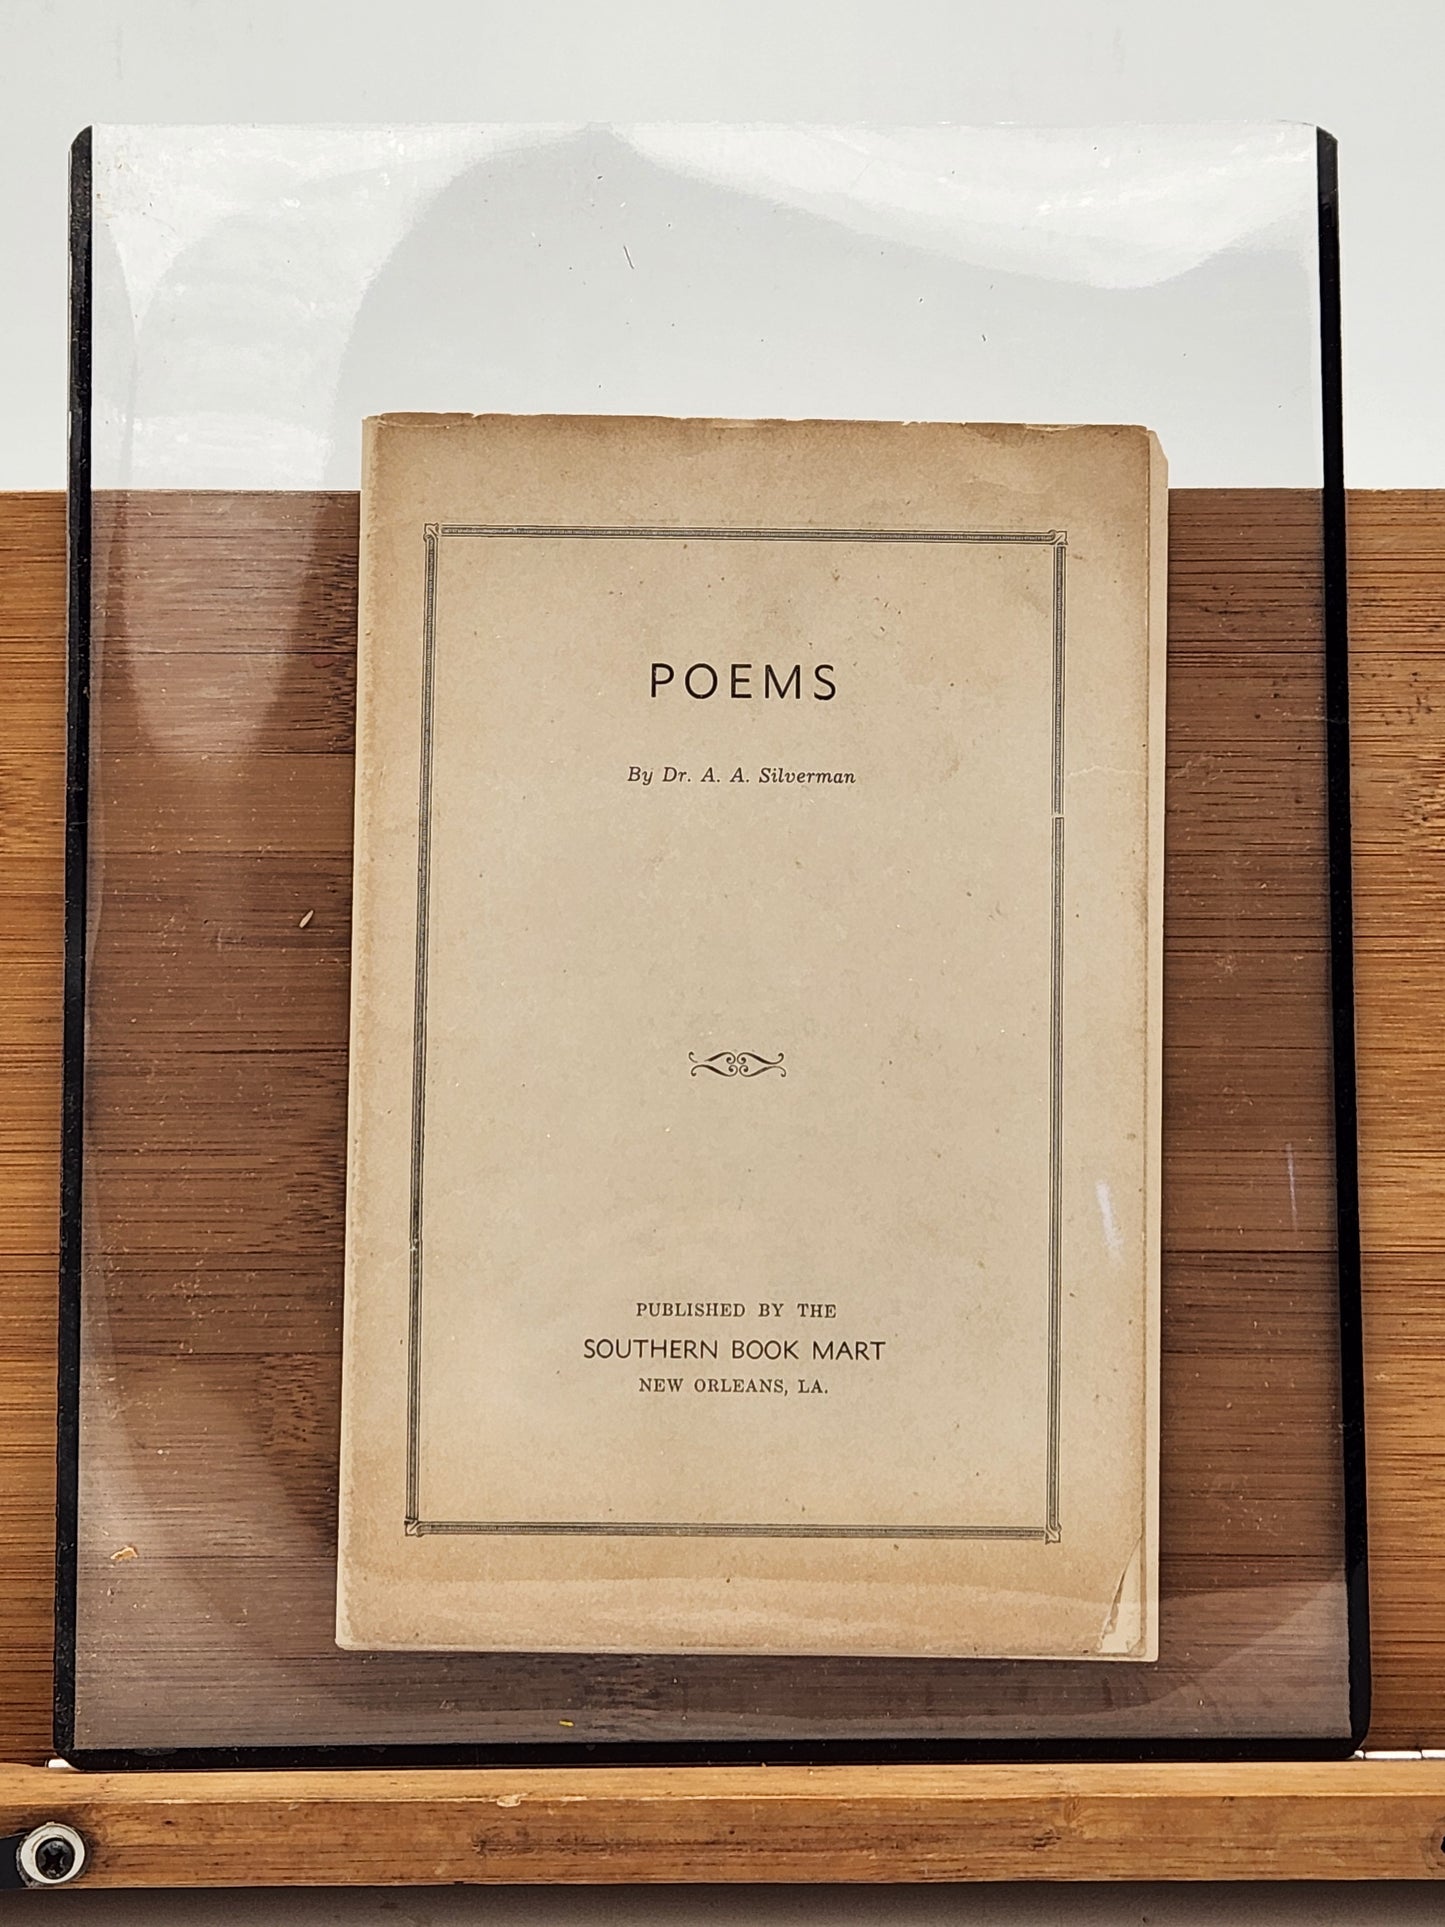 POEMS
By Dr. A. A. Silverman
PUBLISHED BY THE
SOUTHERN BOOK MART
NEW ORLEANS, LA.